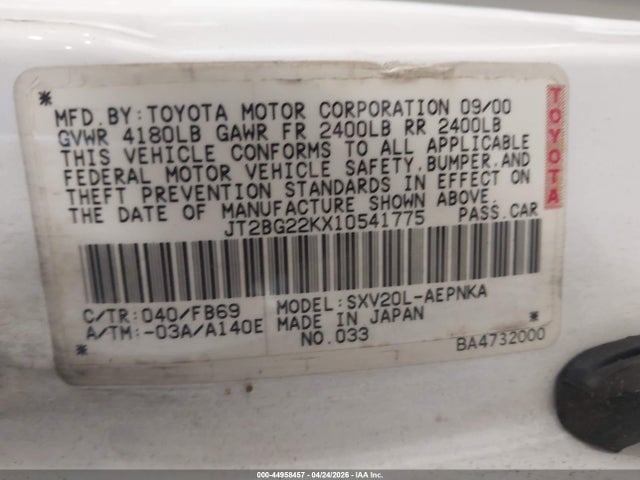 MFD. BY: TOYOTA MOTOR CORPORATION 09/00
GVWR 4180LB GAWR FR 2400LB RR 2400LB
THIS VEHICLE CONFORMS TO ALL APPLICABLE
FEDERAL MOTOR VEHICLE SAFETY, BUMPER, AND
THEFT PREVENTION STANDARDS IN EFFECT ON
THE DATE OF MANUFACTURE SHOWN ABOVE.
JT2BG22KX10541775 PASS. CAR
TOYOTA
C/TR: 040/FB69 MODEL: SXV20L-AEPNKA
A/TM: -03A/A140E MADE IN JAPAN
NO. 033 BA4732000
000-44958457 - 04/24/2026 - IAA Inc.